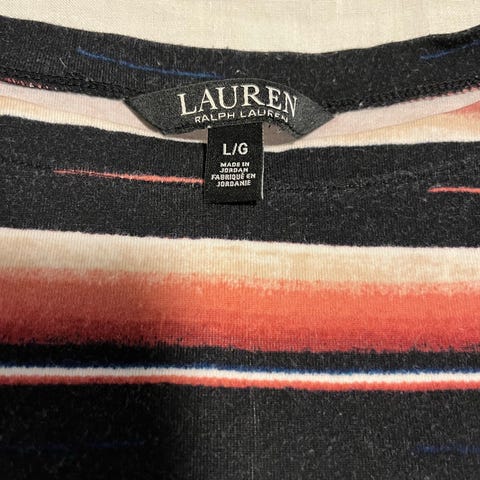 LAUREN
RALPH LAUREN
L/G
MADE IN
JORDAN
FABRIQUÉ EN
JORDANIE